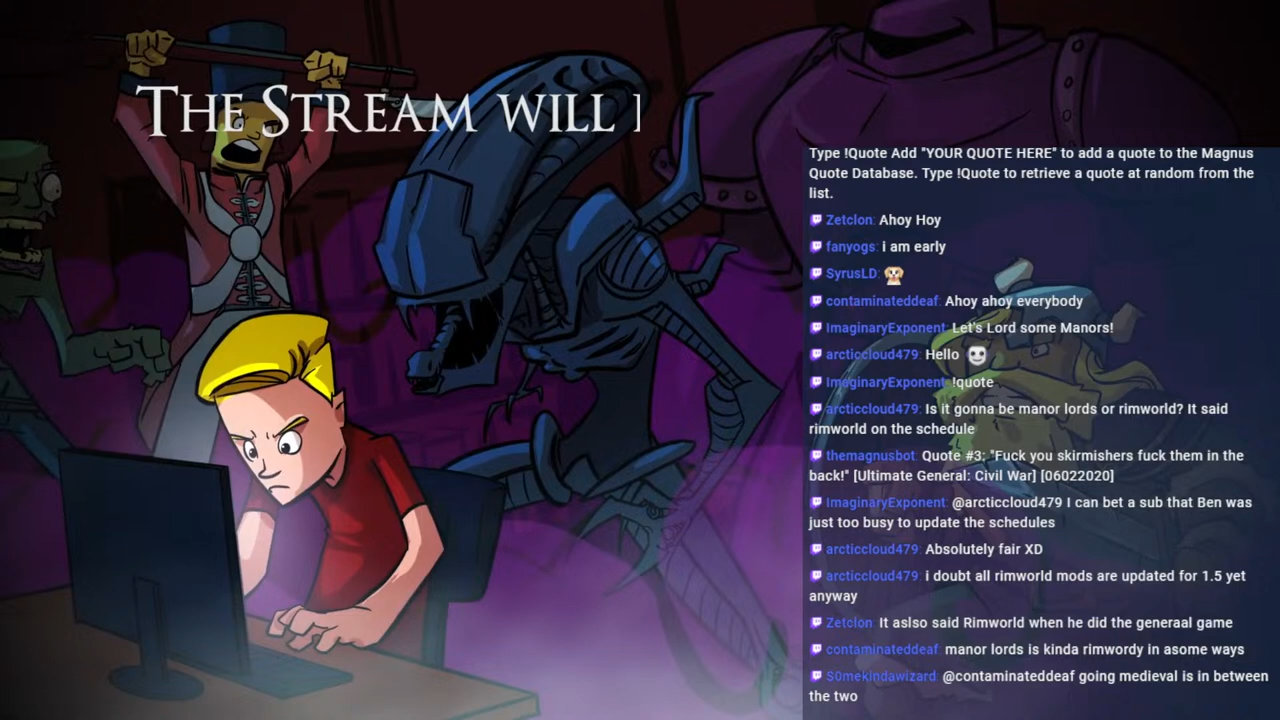 THE STREAM WILL
Type !Quote Add "YOUR QUOTE HERE" to add a quote to the Magnus
Quote Database. Type !Quote to retrieve a quote at random from the
list.
Zetclon: Ahoy Hoy
fanyogs: i am early
SyrusLD:
contaminateddeaf: Ahoy ahoy everybody
ImaginaryExponent: Let's Lord some Manors!
arcticcloud479: Hello
ImaginaryExponent: !quote
arcticcloud479: Is it gonna be manor lords or rimworld? It said
rimworld on the schedule
themagnusbot: Quote #3: "Fuck you skirmishers fuck them in the
back!" [Ultimate General: Civil War] [06022020]
ImaginaryExponent: @arcticcloud479 I can bet a sub that Ben was
just too busy to update the schedules
arcticcloud479: Absolutely fair XD
arcticcloud479: i doubt all rimworld mods are updated for 1.5 yet
anyway
Zetclon: It aslso said Rimworld when he did the generaal game
contaminateddeaf: manor lords is kinda rimwordy in asome ways
S0mekindawizard: @contaminateddeaf going medieval is in between
the two